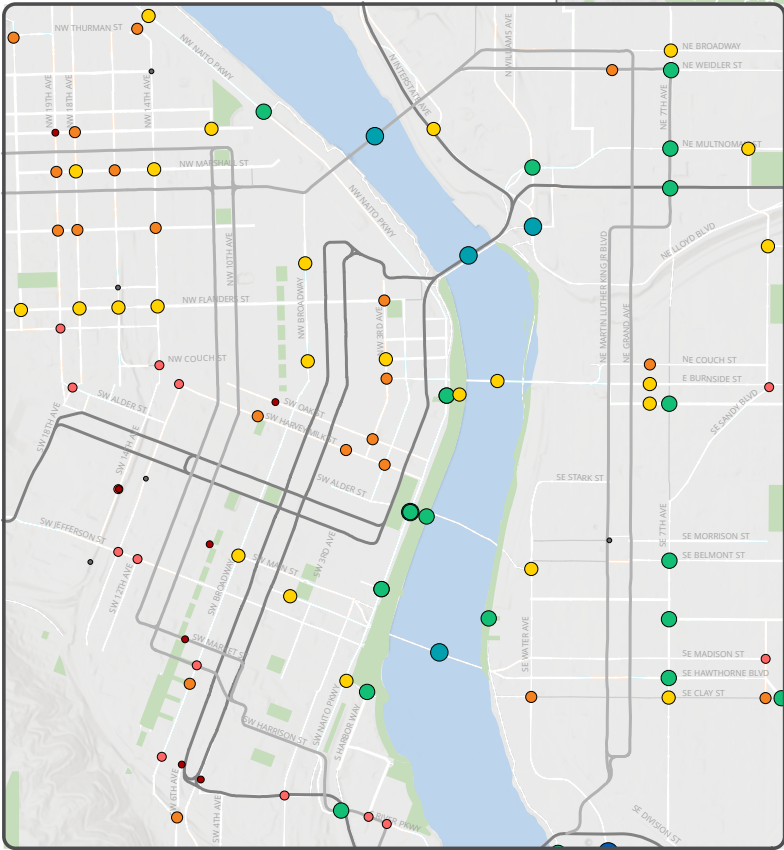 NW THURMAN ST
NW NAITO PKWY
N INTERSTATE AVE
N WILLIAMS AVE
NE BROADWAY
NE WEIDLER ST
NW 19TH AVE
NW 18TH AVE
NW 14TH AVE
NE 7TH AVE
NE MULTNOMAH ST
NW MARSHALL ST
NW NAITO PKWY
NW 10TH AVE
NE LLOYD BLVD
NE MARTIN LUTHER KING JR BLVD
NE GRAND AVE
NW FLANDERS ST
NW BROADWAY
NW 3RD AVE
NW COUCH ST
NE COUCH ST
E BURNSIDE ST
SE SANDY BLVD
SW ALDER ST
SW OAK ST
SW HARVEY MILK ST
SW 18TH AVE
SW 14TH AVE
SW ALDER ST
SE STARK ST
SE 7TH AVE
SW JEFFERSON ST
SE MORRISON ST
SE BELMONT ST
SW 3RD AVE
SW MAIN ST
SW BROADWAY
SW 12TH AVE
SE WATER AVE
SW MARKET ST
SE MADISON ST
SE HAWTHORNE BLVD
SE CLAY ST
SW NAITO PKWY
S HARBOR WAY
SW HARRISON ST
SW 6TH AVE
SW 4TH AVE
RIVER PKWY
SE DIVISION ST